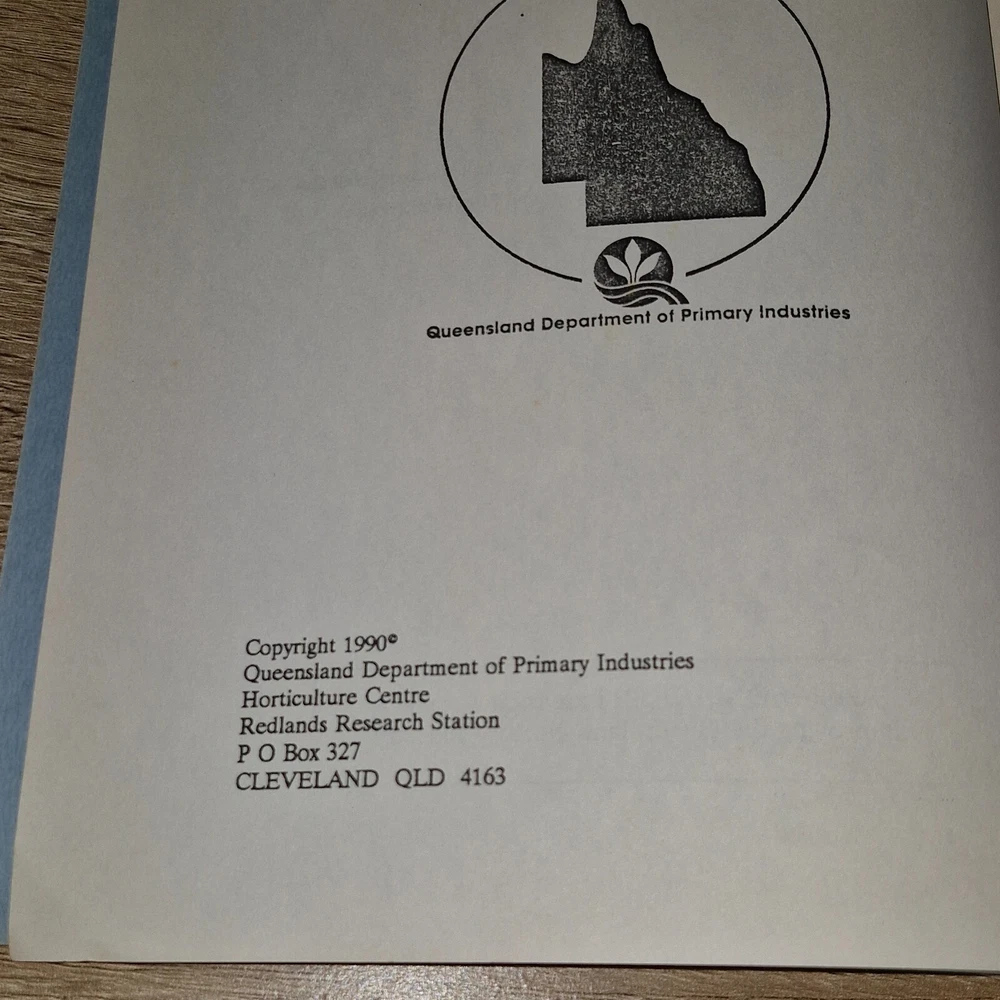 Queensland Department of Primary Industries
Copyright 1990©
Queensland Department of Primary Industries
Horticulture Centre
Redlands Research Station
P O Box 327
CLEVELAND QLD 4163